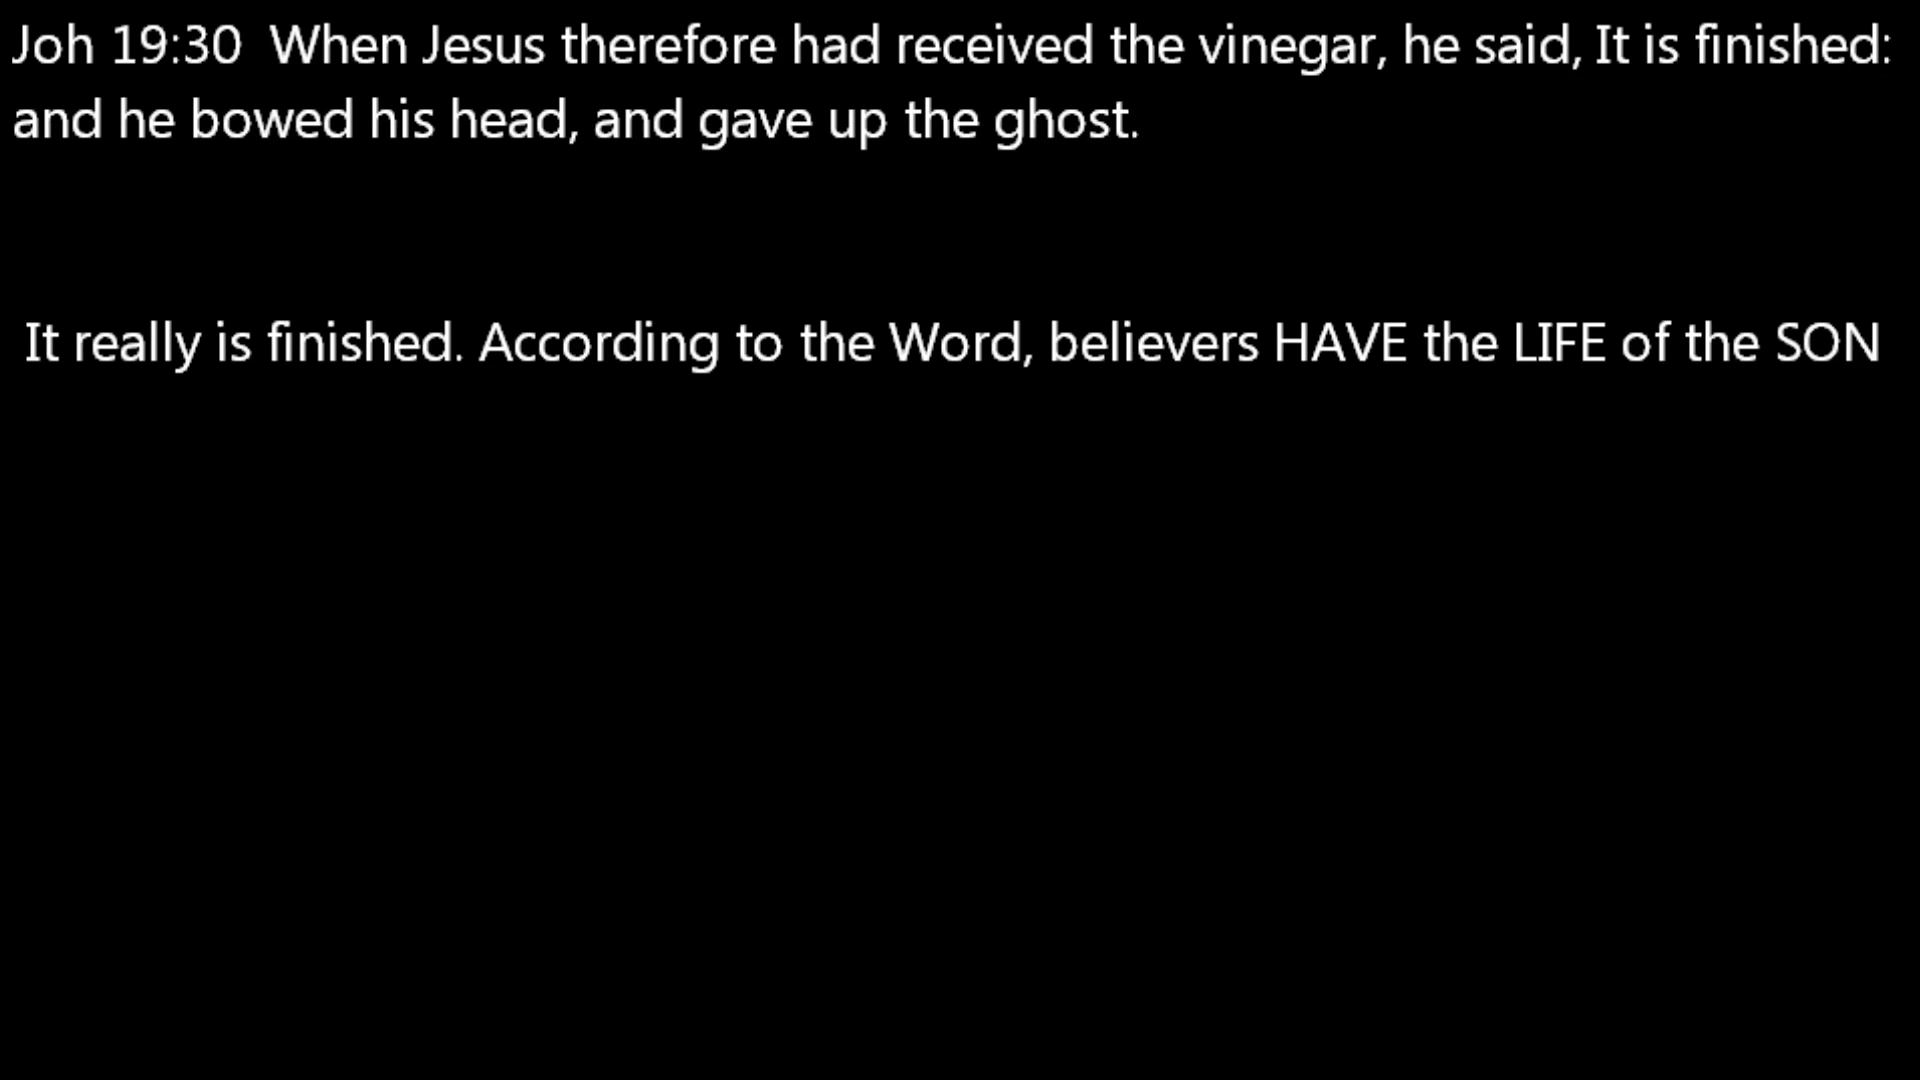 Joh 19:30  When Jesus therefore had received the vinegar, he said, It is finished:
and he bowed his head, and gave up the ghost.
It really is finished. According to the Word, believers HAVE the LIFE of the SON